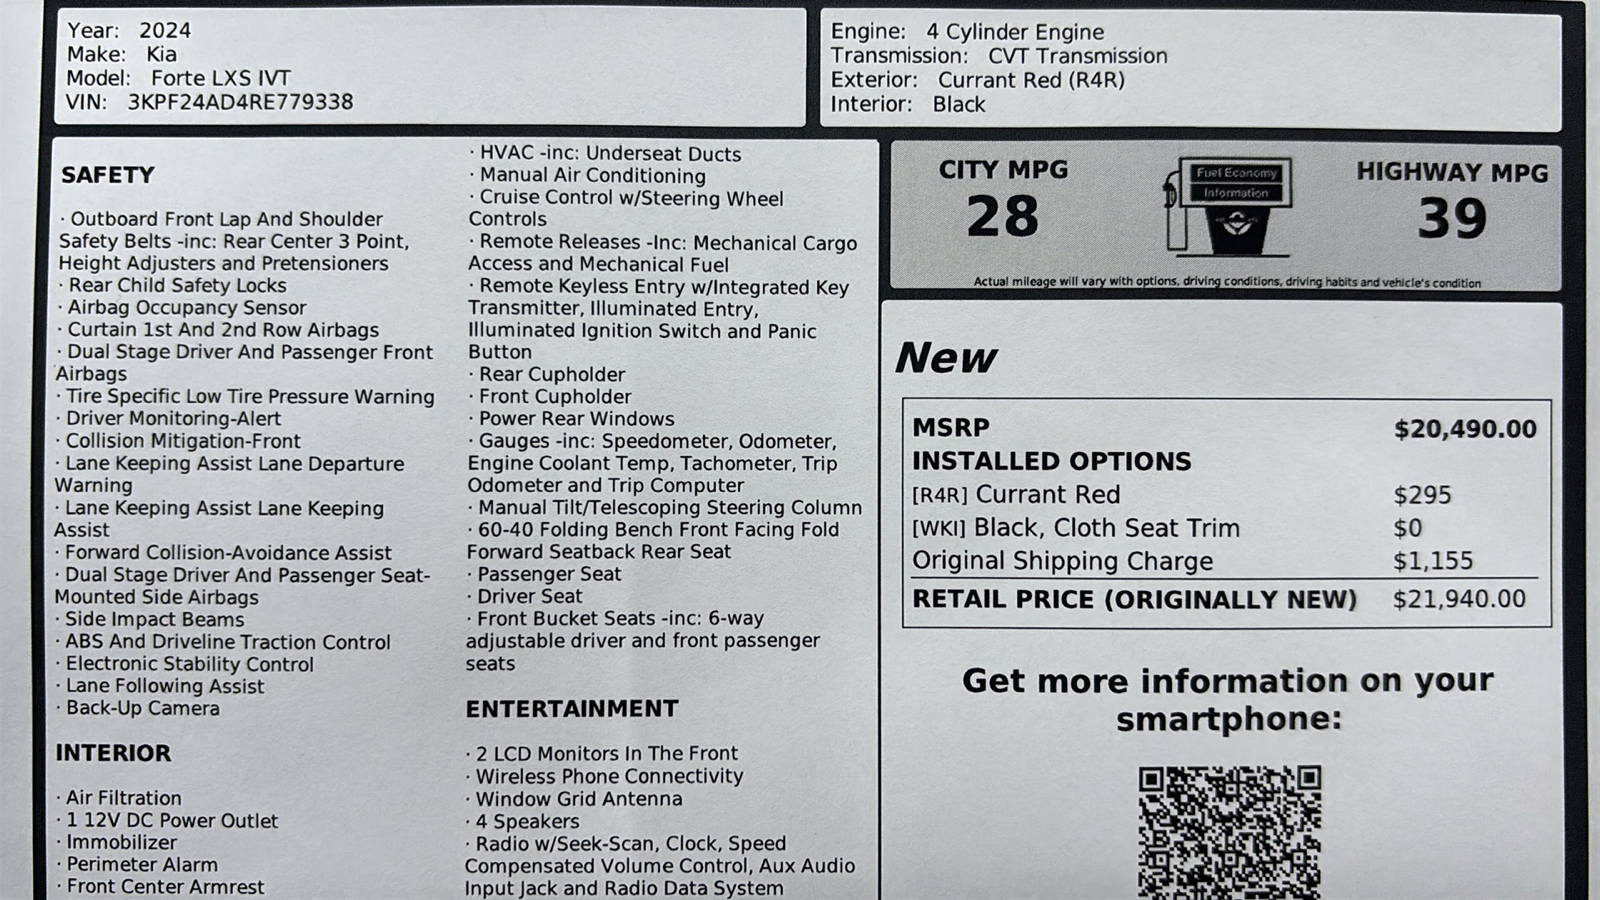 Year: 2024
Make: Kia
Model: Forte LXS IVT
VIN: 3KPF24AD4RE779338
Engine: 4 Cylinder Engine
Transmission: CVT Transmission
Exterior: Currant Red (R4R)
Interior: Black
SAFETY
· Outboard Front Lap And Shoulder
Safety Belts -inc: Rear Center 3 Point,
Height Adjusters and Pretensioners
· Rear Child Safety Locks
· Airbag Occupancy Sensor
· Curtain 1st And 2nd Row Airbags
· Dual Stage Driver And Passenger Front
Airbags
· Tire Specific Low Tire Pressure Warning
· Driver Monitoring-Alert
· Collision Mitigation-Front
· Lane Keeping Assist Lane Departure
Warning
· Lane Keeping Assist Lane Keeping
Assist
· Forward Collision-Avoidance Assist
· Dual Stage Driver And Passenger Seat-
Mounted Side Airbags
· Side Impact Beams
· ABS And Driveline Traction Control
· Electronic Stability Control
· Lane Following Assist
· Back-Up Camera
INTERIOR
· Air Filtration
· 1 12V DC Power Outlet
· Immobilizer
· Perimeter Alarm
· Front Center Armrest
· HVAC -inc: Underseat Ducts
· Manual Air Conditioning
· Cruise Control w/Steering Wheel
Controls
· Remote Releases -Inc: Mechanical Cargo
Access and Mechanical Fuel
· Remote Keyless Entry w/Integrated Key
Transmitter, Illuminated Entry,
Illuminated Ignition Switch and Panic
Button
· Rear Cupholder
· Front Cupholder
· Power Rear Windows
· Gauges -inc: Speedometer, Odometer,
Engine Coolant Temp, Tachometer, Trip
Odometer and Trip Computer
· Manual Tilt/Telescoping Steering Column
· 60-40 Folding Bench Front Facing Fold
Forward Seatback Rear Seat
· Passenger Seat
· Driver Seat
· Front Bucket Seats -inc: 6-way
adjustable driver and front passenger
seats
ENTERTAINMENT
· 2 LCD Monitors In The Front
· Wireless Phone Connectivity
· Window Grid Antenna
· 4 Speakers
· Radio w/Seek-Scan, Clock, Speed
Compensated Volume Control, Aux Audio
Input Jack and Radio Data System
CITY MPG
28
Fuel Economy
Information
HIGHWAY MPG
39
Actual mileage will vary with options, driving conditions, driving habits and vehicle's condition
New
MSRP $20,490.00
INSTALLED OPTIONS
[R4R] Currant Red $295
[WKI] Black, Cloth Seat Trim $0
Original Shipping Charge $1,155
RETAIL PRICE (ORIGINALLY NEW) $21,940.00
Get more information on your
smartphone: